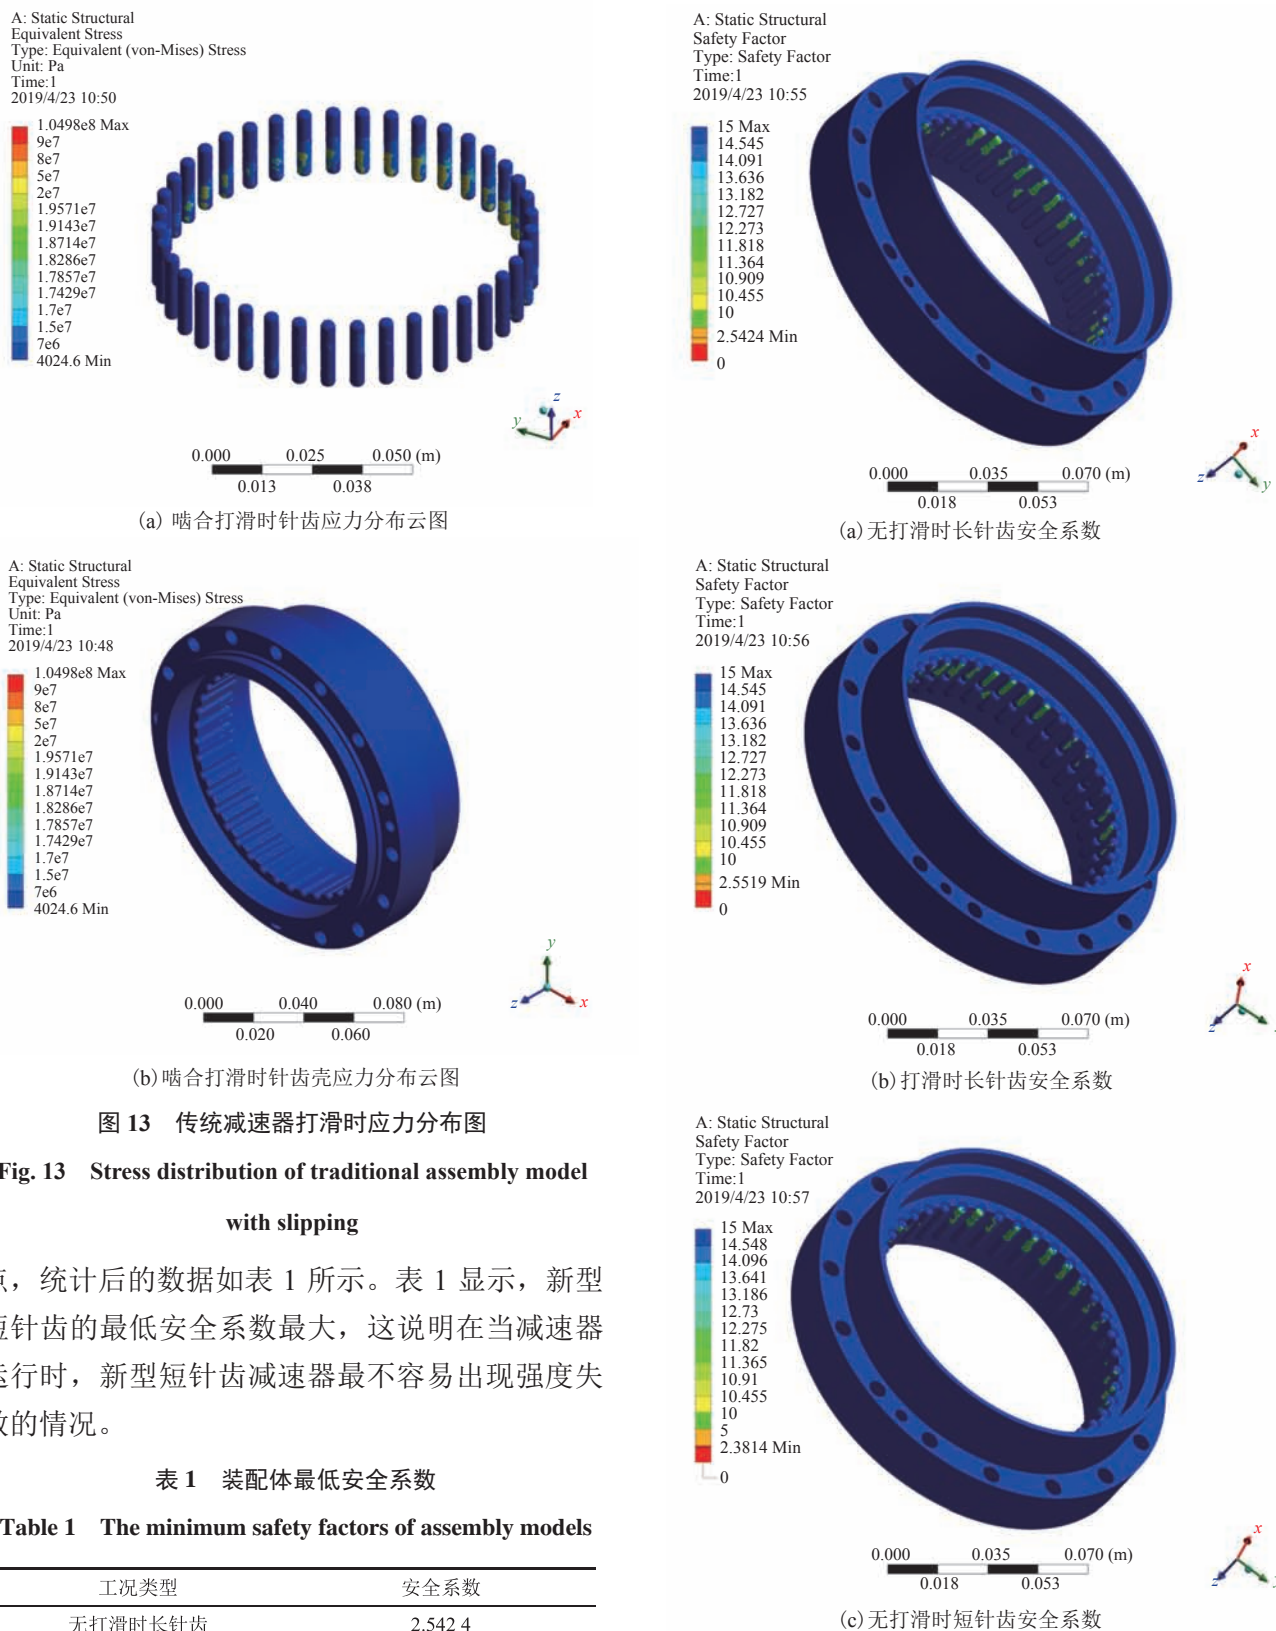 A: Static Structural
Equivalent Stress
Type: Equivalent (von-Mises) Stress
Unit: Pa
Time:1
2019/4/23 10:50
1.0498e8 Max
9e7
8e7
5e7
2e7
1.9571e7
1.9143e7
1.8714e7
1.8286e7
1.7857e7
1.7429e7
1.7e7
1.5e7
7e6
4024.6 Min
z
x
y
0.000 0.025 0.050 (m)
0.013 0.038
(a) 啮合打滑时针齿应力分布云图
A: Static Structural
Equivalent Stress
Type: Equivalent (von-Mises) Stress
Unit: Pa
Time:1
2019/4/23 10:48
1.0498e8 Max
9e7
8e7
5e7
2e7
1.9571e7
1.9143e7
1.8714e7
1.8286e7
1.7857e7
1.7429e7
1.7e7
1.5e7
7e6
4024.6 Min
y
z
x
0.000 0.040 0.080 (m)
0.020 0.060
(b)啮合打滑时针齿壳应力分布云图
图 13 传统减速器打滑时应力分布图
Fig. 13 Stress distribution of traditional assembly model
with slipping
点，统计后的数据如表 1 所示。表 1 显示，新型
短针齿的最低安全系数最大，这说明在当减速器
运行时，新型短针齿减速器最不容易出现强度失
效的情况。
表 1 装配体最低安全系数
Table 1 The minimum safety factors of assembly models
工况类型 安全系数
无打滑时长针齿 2.542 4
A: Static Structural
Safety Factor
Type: Safety Factor
Time:1
2019/4/23 10:55
15 Max
14.545
14.091
13.636
13.182
12.727
12.273
11.818
11.364
10.909
10.455
10
2.5424 Min
0
x
z
y
0.000 0.035 0.070 (m)
0.018 0.053
(a)无打滑时长针齿安全系数
A: Static Structural
Safety Factor
Type: Safety Factor
Time:1
2019/4/23 10:56
15 Max
14.545
14.091
13.636
13.182
12.727
12.273
11.818
11.364
10.909
10.455
10
2.5519 Min
0
x
z
0.000 0.035 0.070 (m)
0.018 0.053
(b)打滑时长针齿安全系数
A: Static Structural
Safety Factor
Type: Safety Factor
Time:1
2019/4/23 10:57
15 Max
14.548
14.096
13.641
13.186
12.73
12.275
11.82
11.365
10.91
10.455
10
5
2.3814 Min
0
x
z
0.000 0.035 0.070 (m)
0.018 0.053
(c)无打滑时短针齿安全系数